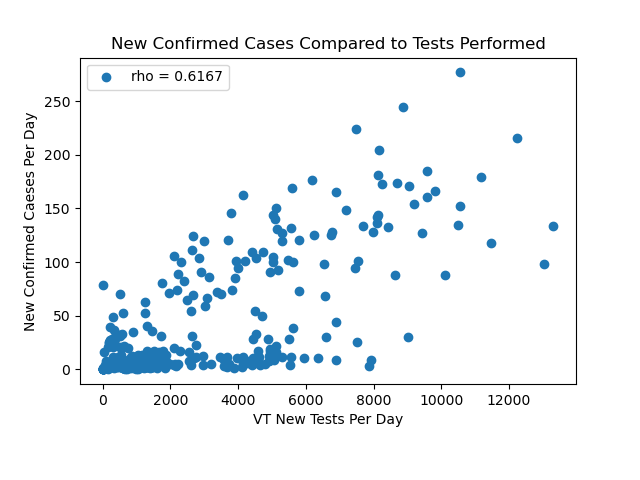 New Confirmed Cases Compared to Tests Performed
rho = 0.6167
New Confirmed Caeses Per Day
250
200
150
100
50
0
0 2000 4000 6000 8000 10000 12000
VT New Tests Per Day